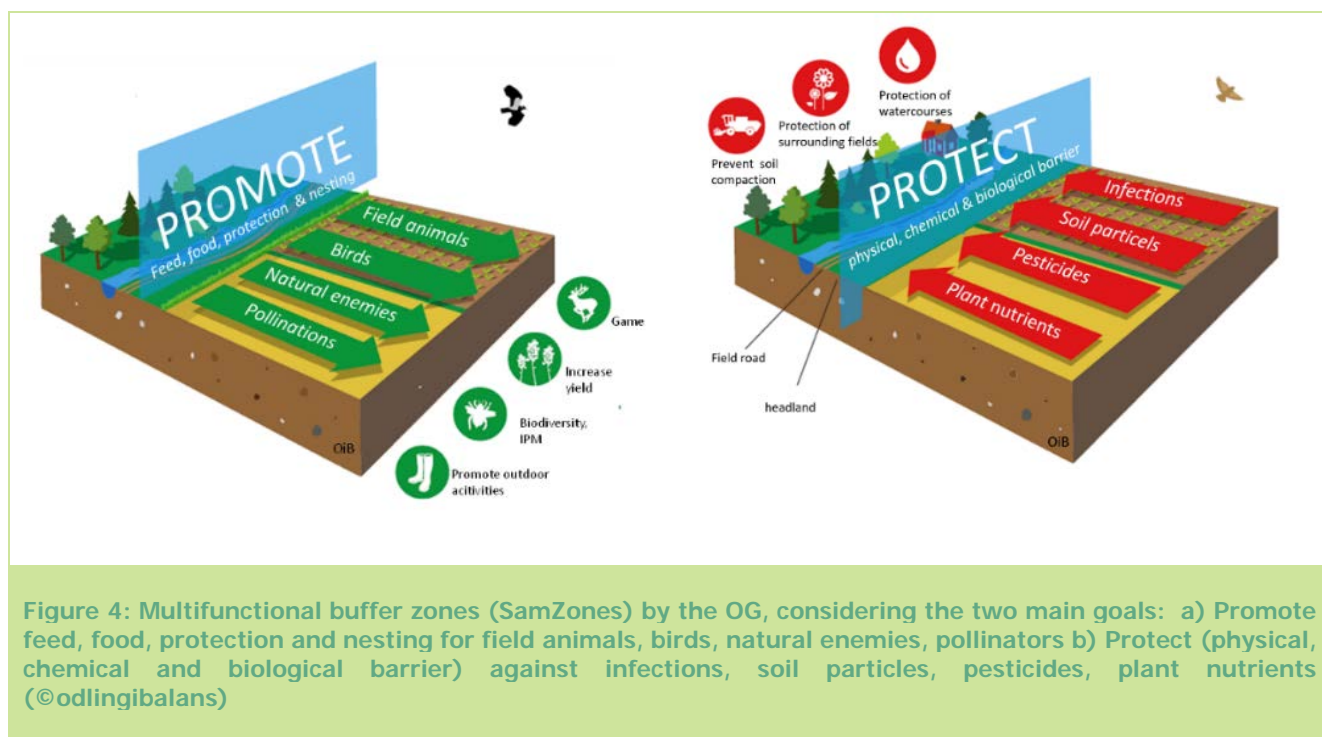 PROMOTE
Feed, food, protection & nesting
Field animals
Birds
Natural enemies
Pollinations
Game
Increase
yield
Biodiversity,
IPM
Promote outdoor
acitivities
OiB
Protection of
watercourses
Protection of
surrounding fields
Prevent soil
compaction
PROTECT
physical, chemical & biological barrier
Infections
Soil particels
Pesticides
Plant nutrients
Field road
headland
OiB
Figure 4: Multifunctional buffer zones (SamZones) by the OG, considering the two main goals: a) Promote
feed, food, protection and nesting for field animals, birds, natural enemies, pollinators b) Protect (physical,
chemical and biological barrier) against infections, soil particles, pesticides, plant nutrients
(©odlingibalans)